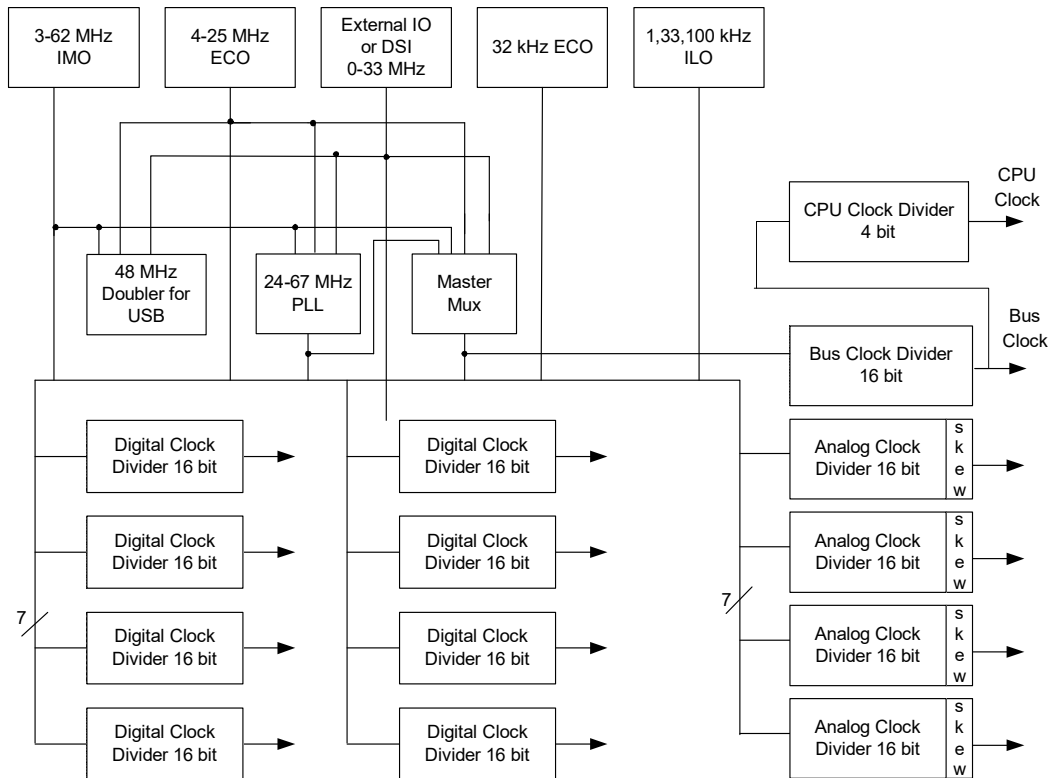 3-62 MHz
IMO
4-25 MHz
ECO
External IO
or DSI
0-33 MHz
32 kHz ECO
1,33,100 kHz
ILO
CPU
Clock
CPU Clock Divider
4 bit
48 MHz
Doubler for
USB
24-67 MHz
PLL
Master
Mux
Bus
Clock
Bus Clock Divider
16 bit
Digital Clock
Divider 16 bit
Digital Clock
Divider 16 bit
Analog Clock
Divider 16 bit
s
k
e
w
Digital Clock
Divider 16 bit
Digital Clock
Divider 16 bit
Analog Clock
Divider 16 bit
s
k
e
w
7
7
Digital Clock
Divider 16 bit
Digital Clock
Divider 16 bit
Analog Clock
Divider 16 bit
s
k
e
w
Digital Clock
Divider 16 bit
Digital Clock
Divider 16 bit
Analog Clock
Divider 16 bit
s
k
e
w